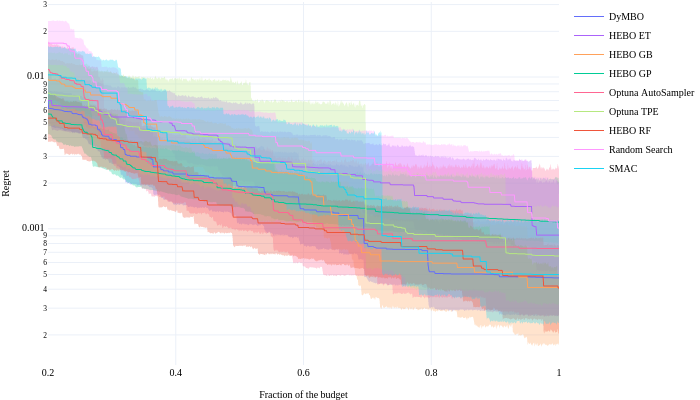 3
2
0.01
9
8
7
6
5
4
3
2
0.001
9
8
7
6
5
4
3
2
Regret
0.2
0.4
0.6
0.8
1
Fraction of the budget
DyMBO
HEBO ET
HEBO GB
HEBO GP
Optuna AutoSampler
Optuna TPE
HEBO RF
Random Search
SMAC